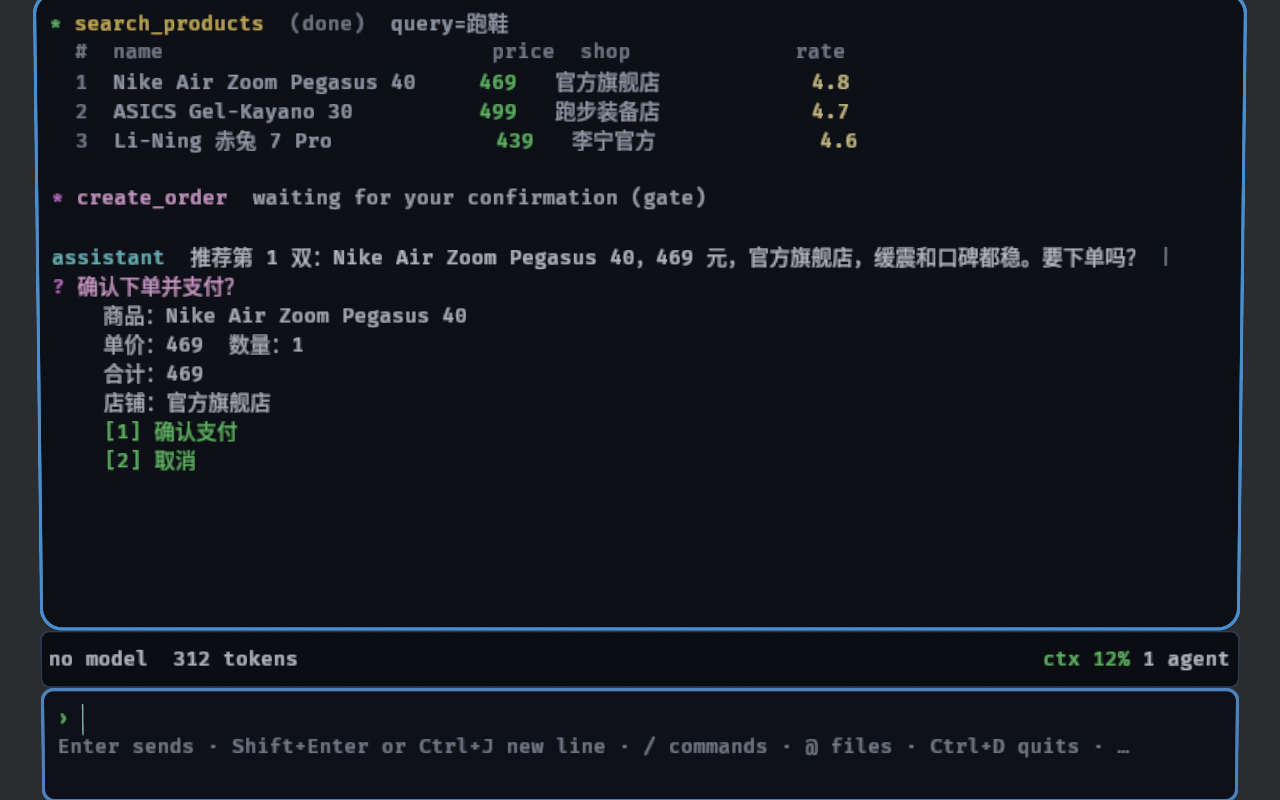 * search_products (done) query=跑鞋
# name price shop rate
1 Nike Air Zoom Pegasus 40 469 官方旗舰店 4.8
2 ASICS Gel-Kayano 30 499 跑步装备店 4.7
3 Li-Ning 赤兔 7 Pro 439 李宁官方 4.6
* create_order waiting for your confirmation (gate)
assistant 推荐第 1 双：Nike Air Zoom Pegasus 40，469 元，官方旗舰店，缓震和口碑都稳。要下单吗？ |
? 确认下单并支付？
商品：Nike Air Zoom Pegasus 40
单价：469 数量：1
合计：469
店铺：官方旗舰店
[1] 确认支付
[2] 取消
no model 312 tokens ctx 12% 1 agent
›
Enter sends · Shift+Enter or Ctrl+J new line · / commands · @ files · Ctrl+D quits · …